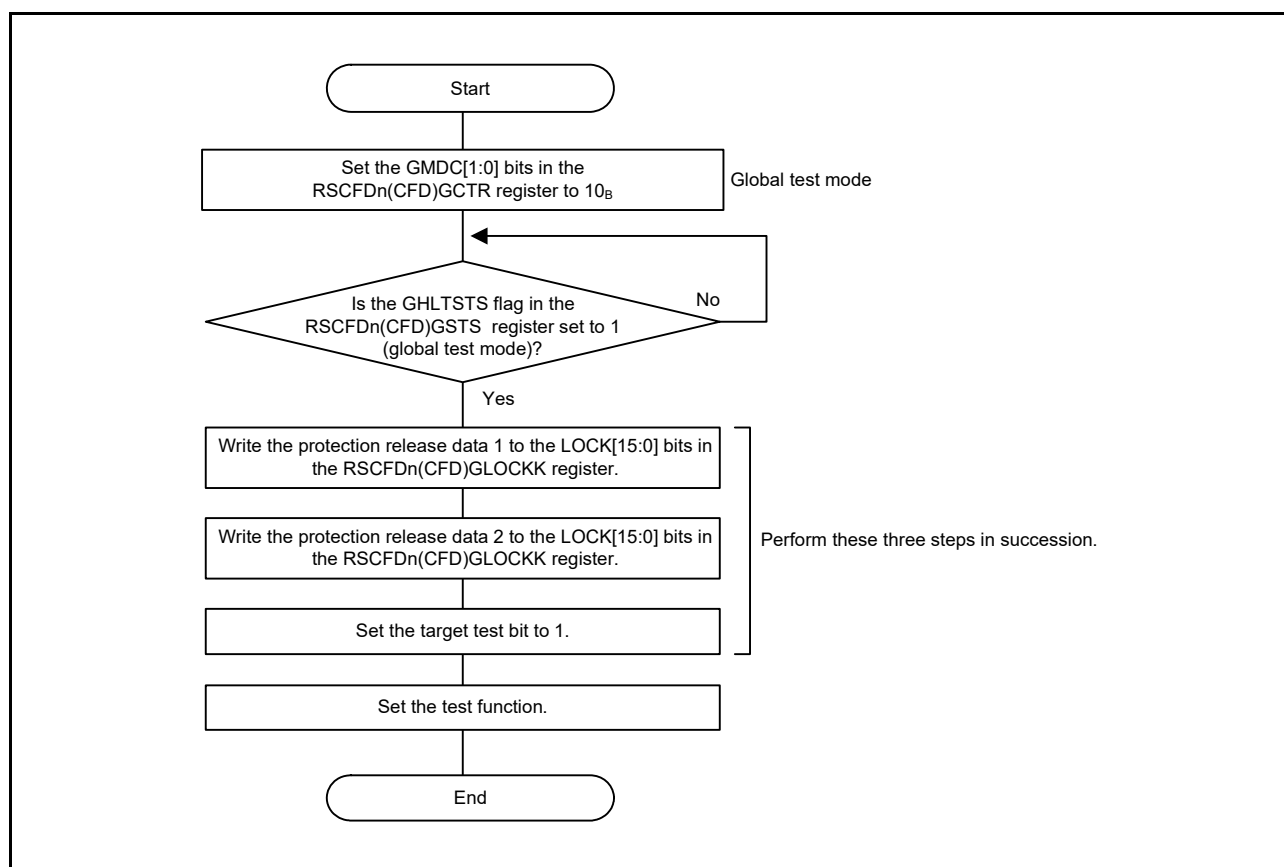 Start
Set the GMDC[1:0] bits in the
RSCFDn(CFD)GCTR register to 10B
Global test mode
Is the GHLTSTS flag in the
RSCFDn(CFD)GSTS register set to 1
(global test mode)?
No
Yes
Write the protection release data 1 to the LOCK[15:0] bits in
the RSCFDn(CFD)GLOCKK register.
Write the protection release data 2 to the LOCK[15:0] bits in
the RSCFDn(CFD)GLOCKK register.
Perform these three steps in succession.
Set the target test bit to 1.
Set the test function.
End